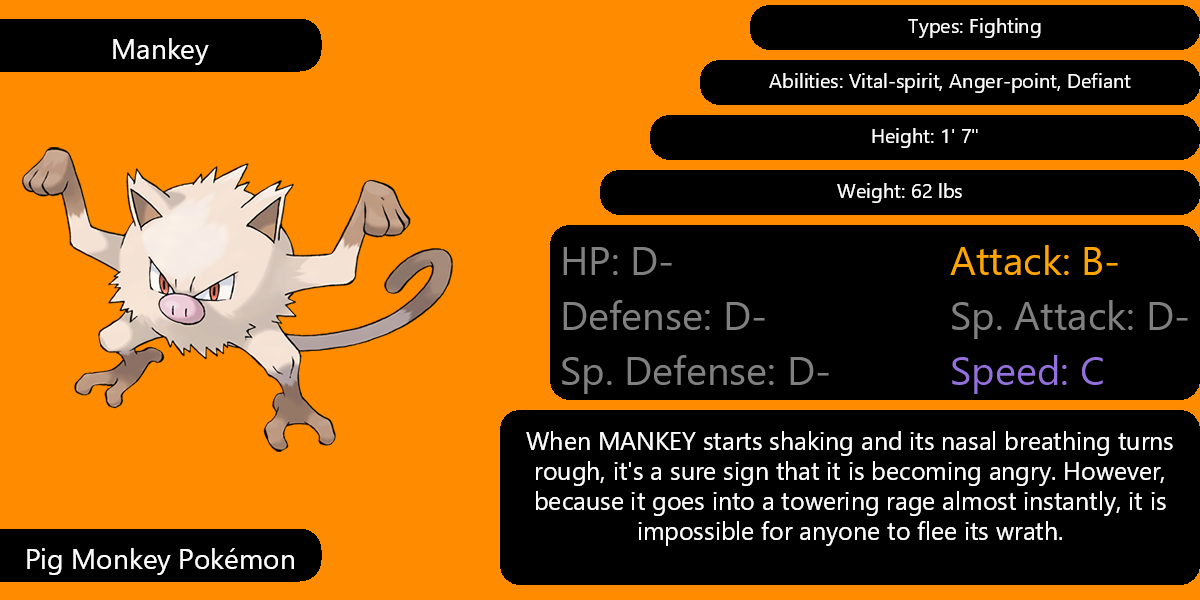 Mankey
Types: Fighting
Abilities: Vital-spirit, Anger-point, Defiant
Height: 1' 7"
Weight: 62 lbs
HP: D-
Attack: B-
Defense: D-
Sp. Attack: D-
Sp. Defense: D-
Speed: C
When MANKEY starts shaking and its nasal breathing turns
rough, it's a sure sign that it is becoming angry. However,
because it goes into a towering rage almost instantly, it is
impossible for anyone to flee its wrath.
Pig Monkey Pokémon